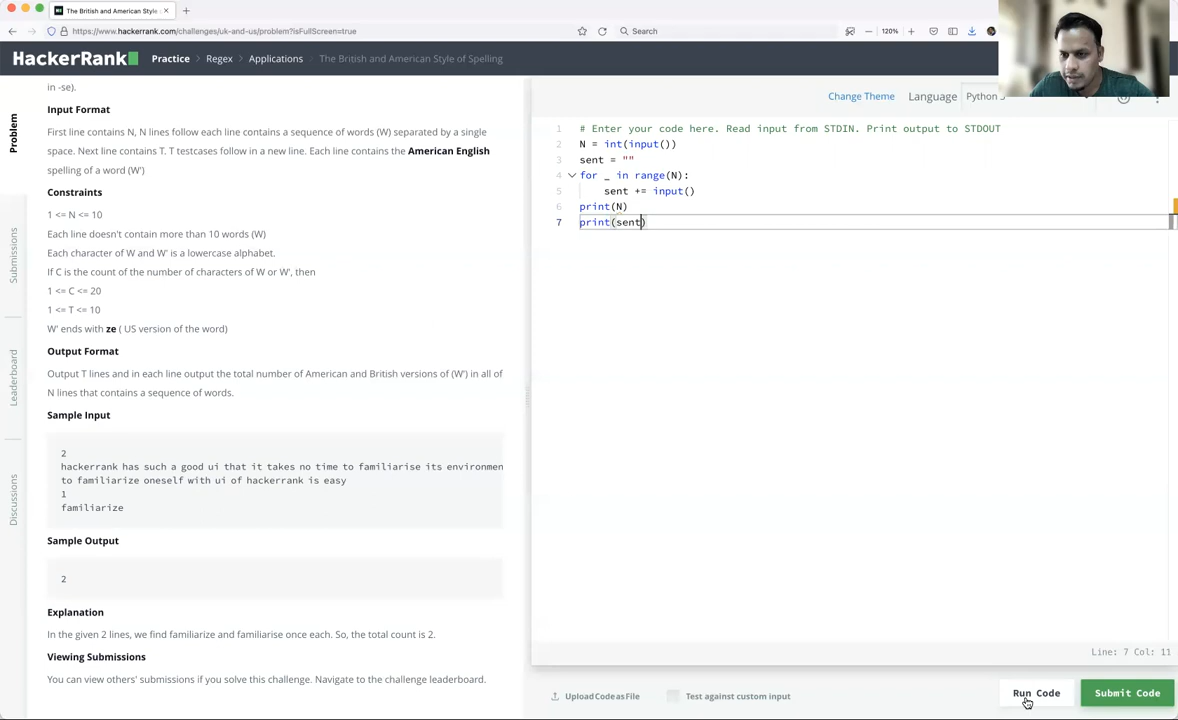 The British and American Style
https://www.hackerrank.com/challenges/uk-and-us/problem?isFullScreen=true
Search
120%
HackerRank
Practice
Regex
Applications
The British and American Style of Spelling
Problem
Submissions
Leaderboard
Discussions
in -se).
Input Format
First line contains N, N lines follow each line contains a sequence of words (W) separated by a single
space. Next line contains T. T testcases follow in a new line. Each line contains the American English
spelling of a word (W')
Constraints
1 <= N <= 10
Each line doesn't contain more than 10 words (W)
Each character of W and W' is a lowercase alphabet.
If C is the count of the number of characters of W or W', then
1 <= C <= 20
1 <= T <= 10
W' ends with ze ( US version of the word)
Output Format
Output T lines and in each line output the total number of American and British versions of (W') in all of
N lines that contains a sequence of words.
Sample Input
2
hackerrank has such a good ui that it takes no time to familiarise its environmen
to familiarize oneself with ui of hackerrank is easy
1
familiarize
Sample Output
2
Explanation
In the given 2 lines, we find familiarize and familiarise once each. So, the total count is 2.
Viewing Submissions
You can view others' submissions if you solve this challenge. Navigate to the challenge leaderboard.
Change Theme
Language
Python 3
1 # Enter your code here. Read input from STDIN. Print output to STDOUT
2 N = int(input())
3 sent = ""
4 for _ in range(N):
5 sent += input()
6 print(N)
7 print(sent)
Line: 7 Col: 11
Upload Code as File
Test against custom input
Run Code
Submit Code